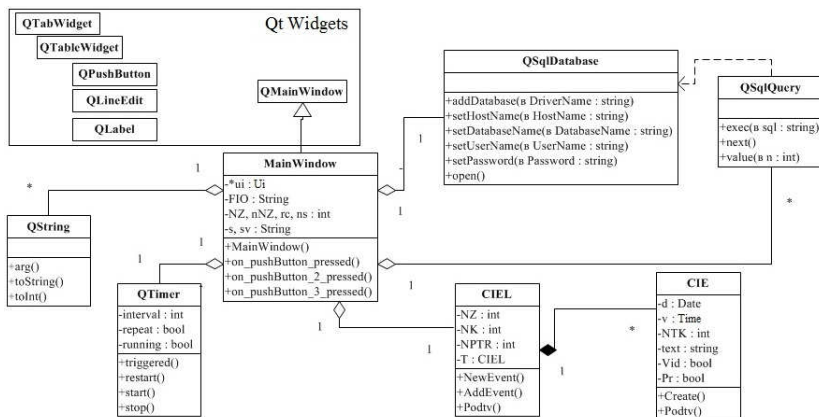 Qt Widgets
QTabWidget
QTableWidget
QPushButton
QLineEdit
QLabel
QMainWindow
QSqlDatabase
+addDatabase(в DriverName : string)
+setHostName(в HostName : string)
+setDatabaseName(в DatabaseName : string)
+setUserName(в UserName : string)
+setPassword(в Password : string)
+open()
QSqlQuery
+exec(в sql : string)
+next()
+value(в n : int)
MainWindow
-*ui : Ui
-FIO : String
-NZ, nNZ, rc, ns : int
-s, sv : String
+MainWindow()
+on_pushButton_pressed()
+on_pushButton_2_pressed()
+on_pushButton_3_pressed()
1
*
1
-
1
*
1
QString
+arg()
+toString()
+toInt()
1
1
QTimer
-interval : int
-repeat : bool
-running : bool
+triggered()
+restart()
+start()
+stop()
1
1
CIEL
-NZ : int
-NK : int
-NPTR : int
-T : CIEL
+NewEvent()
+AddEvent()
+Podtv()
1
*
CIE
-d : Date
-v : Time
-NTK : int
-text : string
-Vid : bool
-Pr : bool
+Create()
+Podtv()